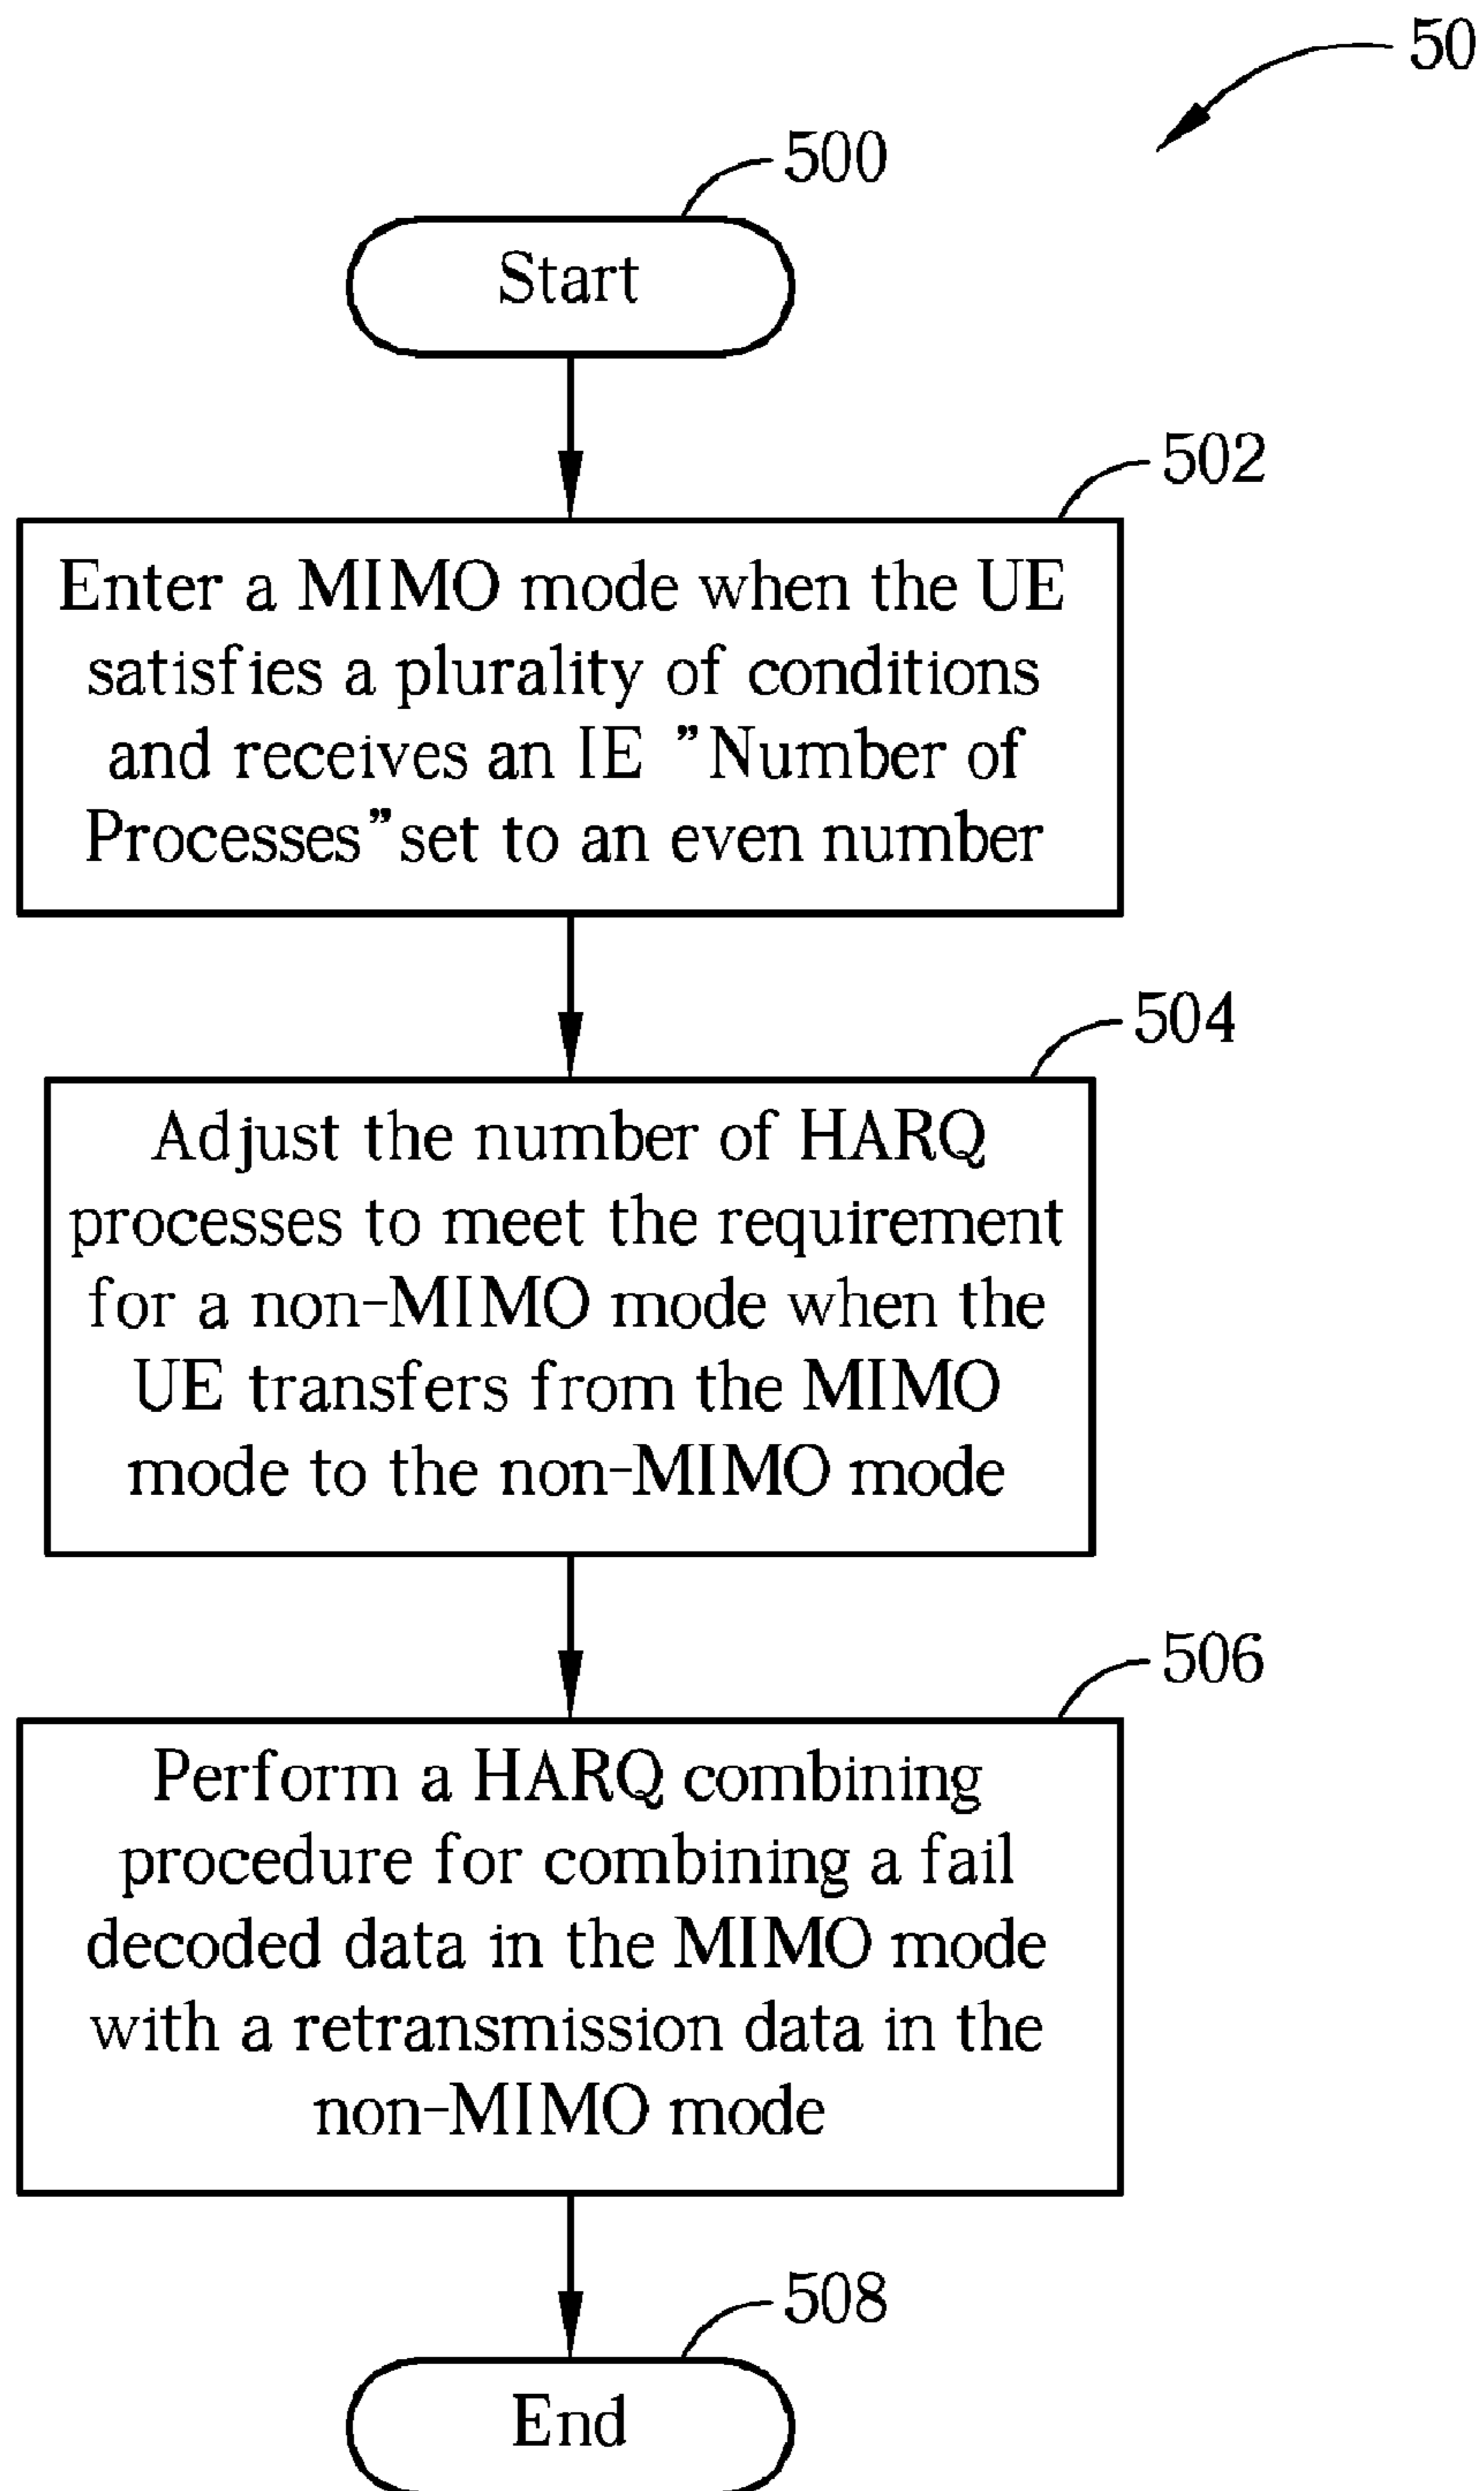 50
500
Start
502
Enter a MIMO mode when the UE
satisfies a plurality of conditions
and receives an IE ”Number of
Processes”set to an even number
504
Adjust the number of HARQ
processes to meet the requirement
for a non-MIMO mode when the
UE transfers from the MIMO
mode to the non-MIMO mode
506
Perform a HARQ combining
procedure for combining a fail
decoded data in the MIMO mode
with a retransmission data in the
non-MIMO mode
508
End